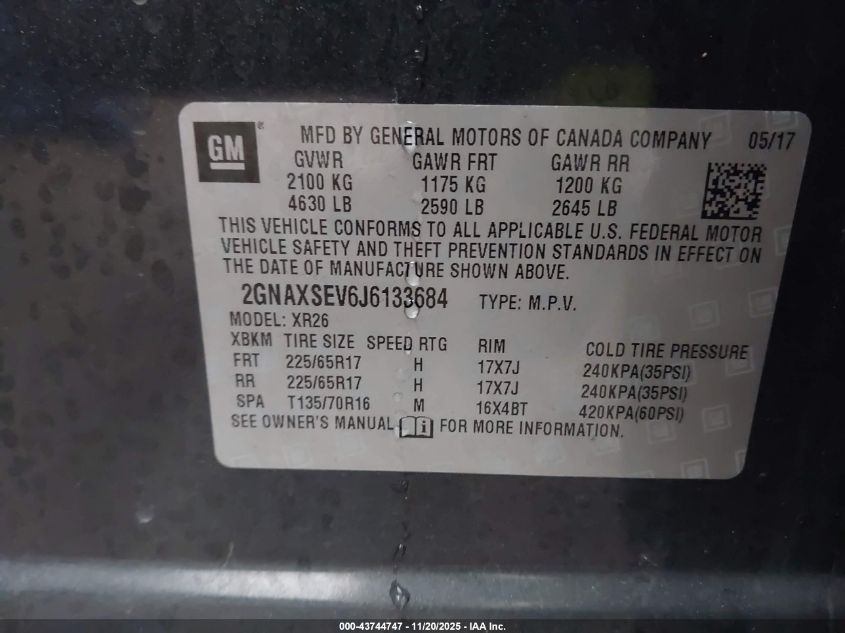 GM ®
MFD BY GENERAL MOTORS OF CANADA COMPANY 05/17
GVWR GAWR FRT GAWR RR
2100 KG 1175 KG 1200 KG
4630 LB 2590 LB 2645 LB
THIS VEHICLE CONFORMS TO ALL APPLICABLE U.S. FEDERAL MOTOR
VEHICLE SAFETY AND THEFT PREVENTION STANDARDS IN EFFECT ON
THE DATE OF MANUFACTURE SHOWN ABOVE.
2GNAXSEV6J6133684 TYPE: M.P.V.
MODEL: XR26
XBKM TIRE SIZE SPEED RTG RIM COLD TIRE PRESSURE
FRT 225/65R17 H 17X7J 240KPA(35PSI)
RR 225/65R17 H 17X7J 240KPA(35PSI)
SPA T135/70R16 M 16X4BT 420KPA(60PSI)
SEE OWNER'S MANUAL FOR MORE INFORMATION.
000-43744747 - 11/20/2025 - IAA Inc.